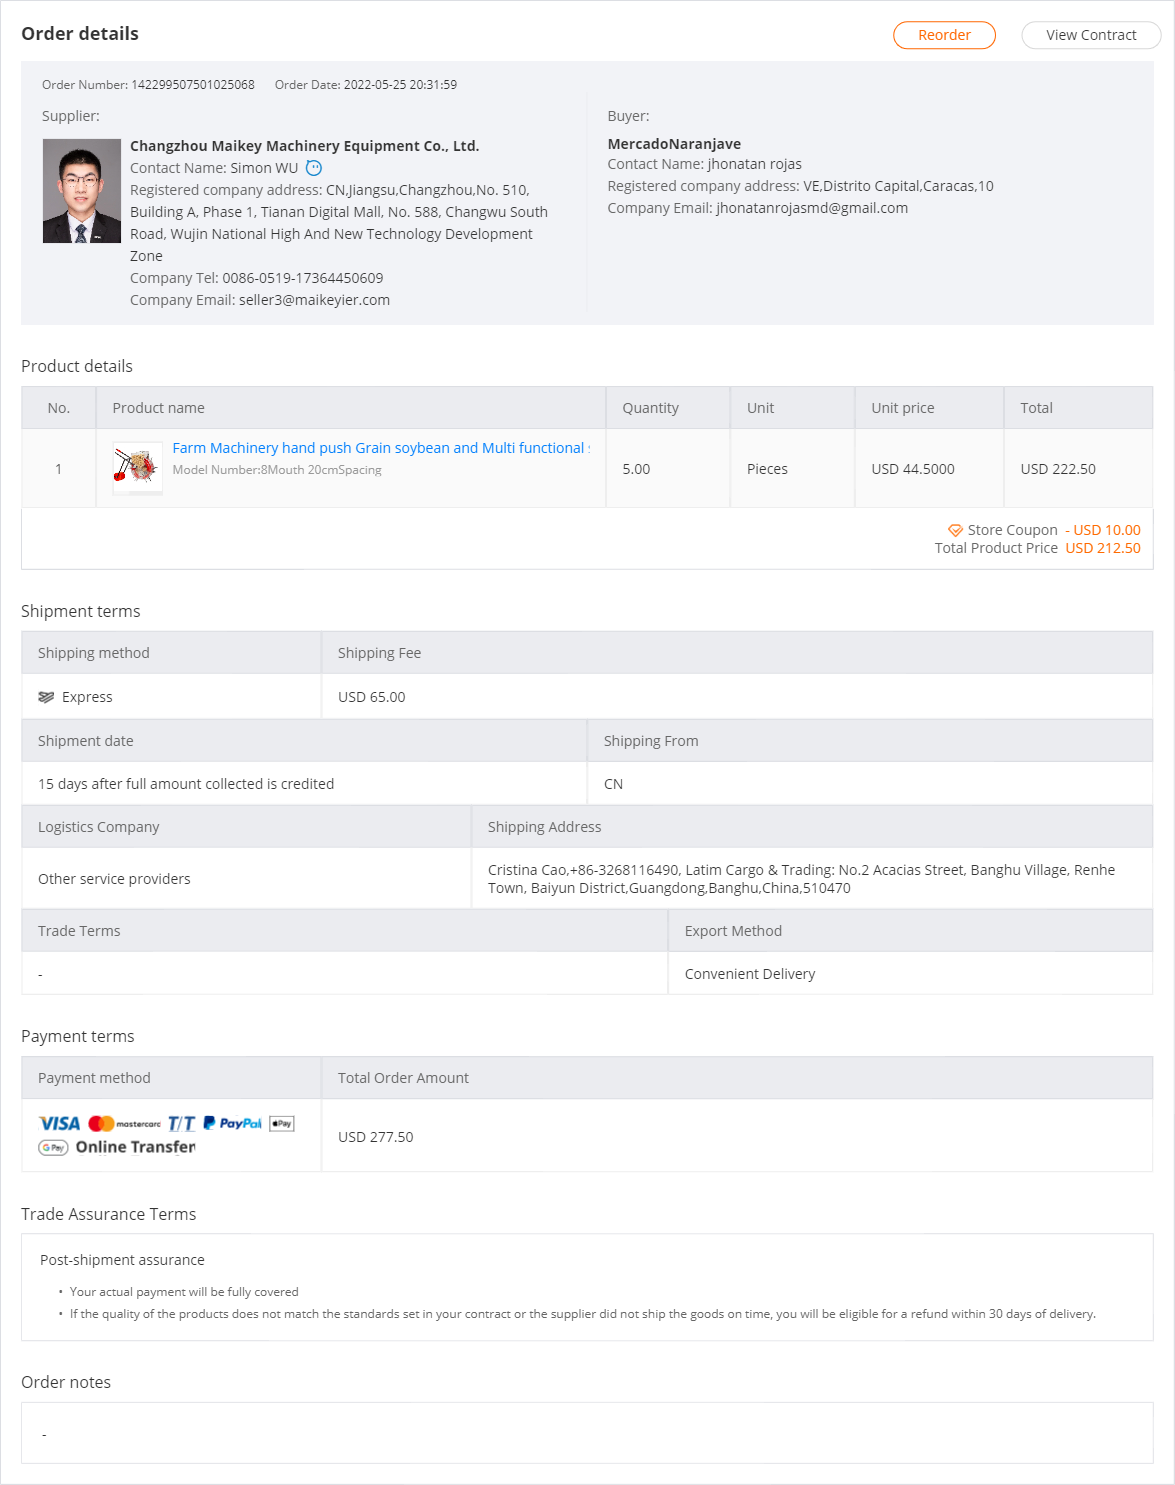 Order details
Reorder
View Contract
Order Number: 142299507501025068 Order Date: 2022-05-25 20:31:59
Supplier:
Changzhou Maikey Machinery Equipment Co., Ltd.
Contact Name: Simon WU
Registered company address: CN,Jiangsu,Changzhou,No. 510,
Building A, Phase 1, Tianan Digital Mall, No. 588, Changwu South
Road, Wujin National High And New Technology Development
Zone
Company Tel: 0086-0519-17364450609
Company Email: seller3@maikeyier.com
Buyer:
MercadoNaranjave
Contact Name: jhonatan rojas
Registered company address: VE,Distrito Capital,Caracas,10
Company Email: jhonatanrojasmd@gmail.com
Product details
No. Product name Quantity Unit Unit price Total
1 Farm Machinery hand push Grain soybean and Multi functional 5.00 Pieces USD 44.5000 USD 222.50
Model Number:8Mouth 20cmSpacing
Store Coupon - USD 10.00
Total Product Price USD 212.50
Shipment terms
Shipping method Shipping Fee
Express USD 65.00
Shipment date Shipping From
15 days after full amount collected is credited CN
Logistics Company Shipping Address
Other service providers
Cristina Cao,+86-3268116490, Latim Cargo & Trading: No.2 Acacias Street, Banghu Village, Renhe
Town, Baiyun District,Guangdong,Banghu,China,510470
Trade Terms Export Method
- Convenient Delivery
Payment terms
Payment method Total Order Amount
VISA mastercard T/T PayPal Pay
G Pay Online Transfer
USD 277.50
Trade Assurance Terms
Post-shipment assurance
• Your actual payment will be fully covered
• If the quality of the products does not match the standards set in your contract or the supplier did not ship the goods on time, you will be eligible for a refund within 30 days of delivery.
Order notes
-